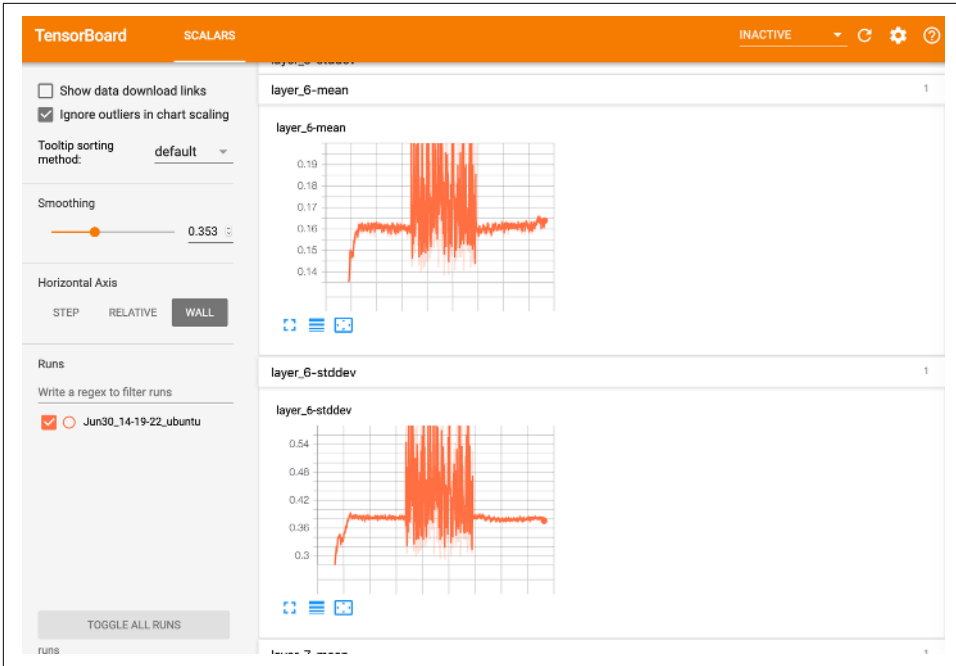 TensorBoard SCALARS INACTIVE
layer_6-mean 1
Show data download links
Ignore outliers in chart scaling
Tooltip sorting method: default
Smoothing
0.353
Horizontal Axis
STEP RELATIVE WALL
Runs
Write a regex to filter runs
Jun30_14-19-22_ubuntu
TOGGLE ALL RUNS
runs
layer_6-mean
0.19
0.18
0.17
0.16
0.15
0.14
layer_6-stddev 1
layer_6-stddev
0.54
0.48
0.42
0.36
0.3
layer_7-mean 1